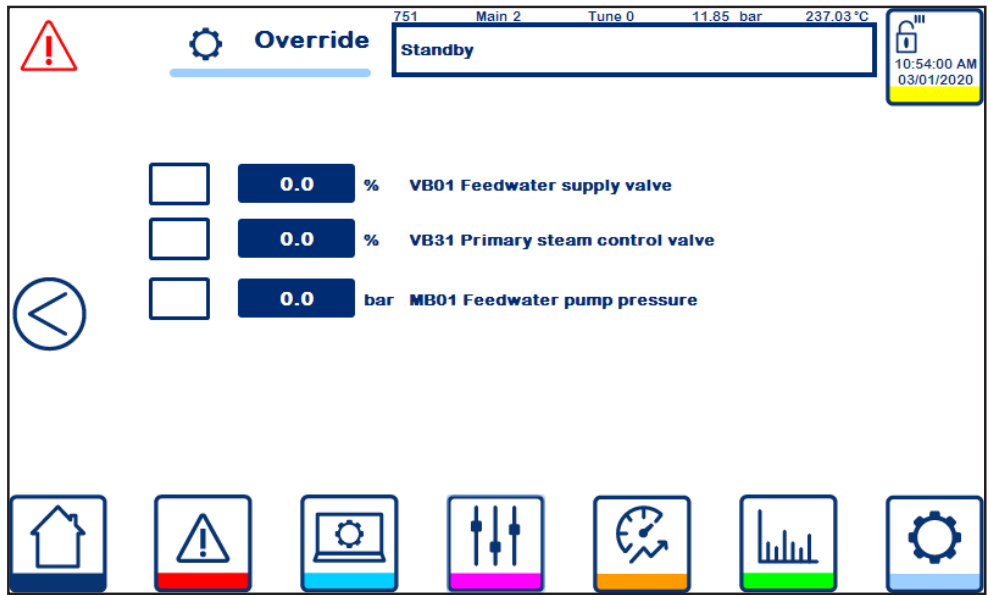 751 Main 2 Tune 0 11.85 bar 237.03 °C
Override
Standby
10:54:00 AM
03/01/2020
0.0 % VB01 Feedwater supply valve
0.0 % VB31 Primary steam control valve
0.0 bar MB01 Feedwater pump pressure